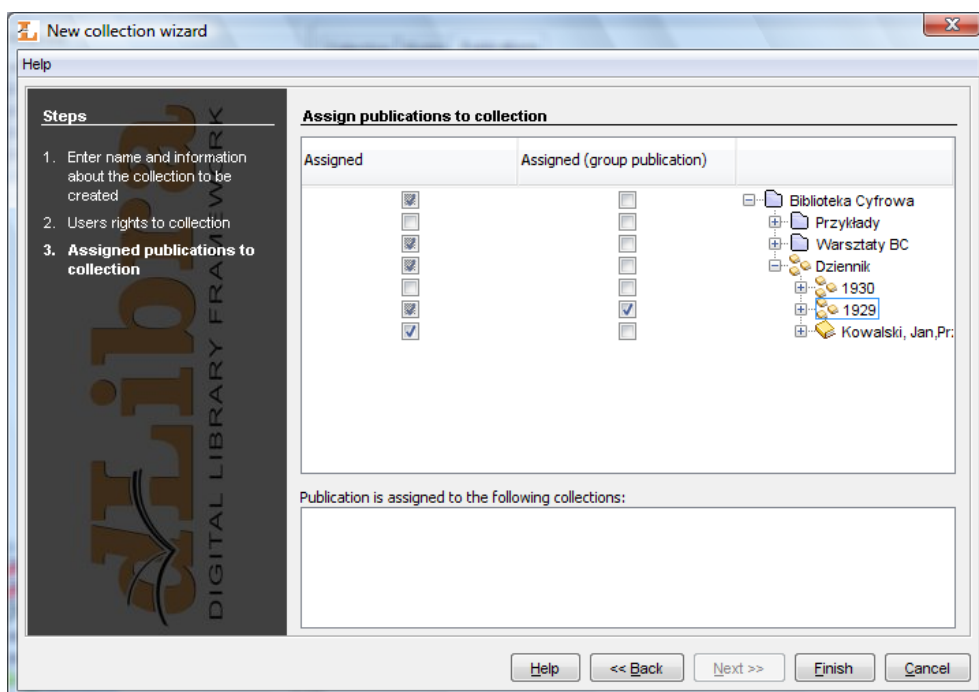 New collection wizard
Help
Steps
1. Enter name and information
about the collection to be
created
2. Users rights to collection
3. Assigned publications to
collection
dLibra
DIGITAL LIBRARY FRAMEWORK
Assign publications to collection
Assigned Assigned (group publication)
Biblioteka Cyfrowa
Przykłady
Warsztaty BC
Dziennik
1930
1929
Kowalski, Jan,Pr
Publication is assigned to the following collections:
Help << Back Next >> Finish Cancel